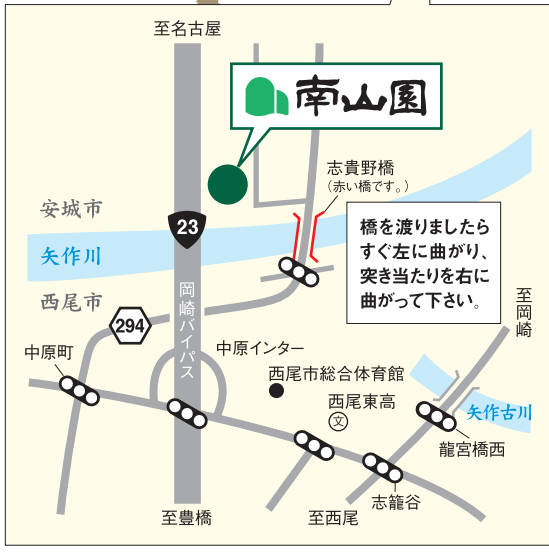 至名古屋
南山園
志貴野橋
（赤い橋です。）
安城市
23
橋を渡りましたら
すぐ左に曲がり、
突き当たりを右に
曲がって下さい。
矢作川
西尾市
岡崎バイパス
至岡崎
294
中原町
中原インター
西尾市総合体育館
西尾東高
文
矢作古川
龍宮橋西
志籠谷
至豊橋
至西尾